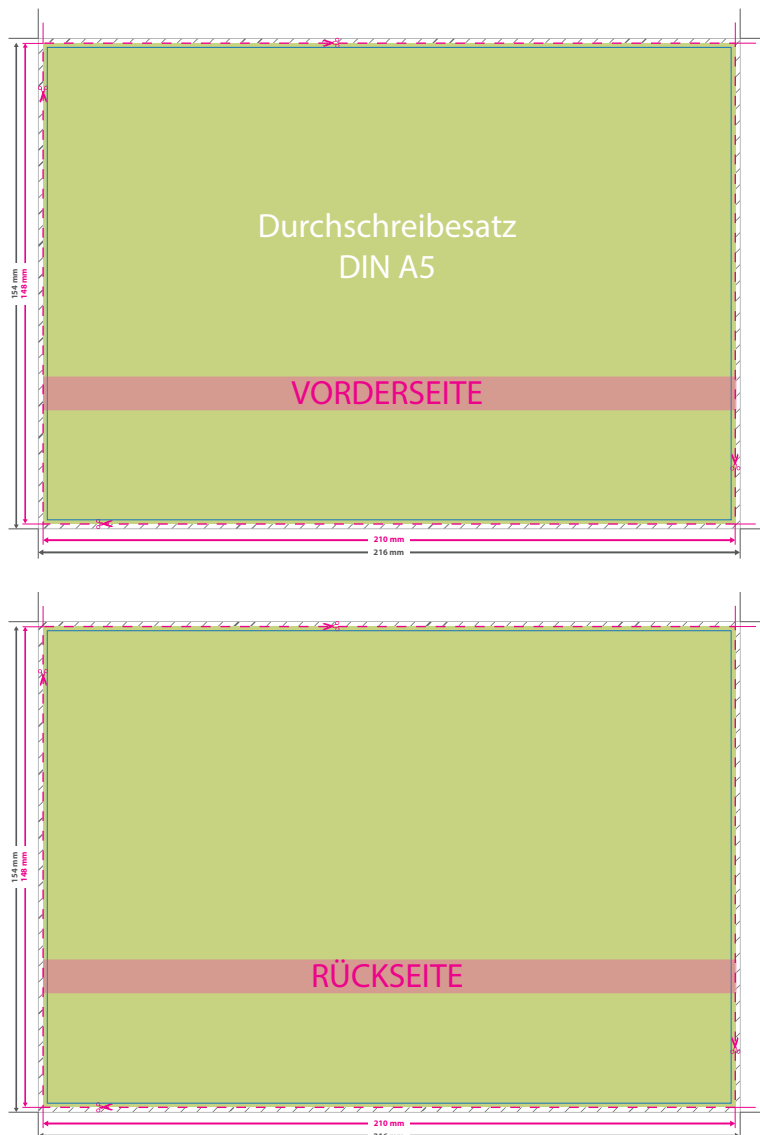 Durchschreibesatz
DIN A5
154 mm
148 mm
VORDERSEITE
210 mm
216 mm
154 mm
148 mm
RÜCKSEITE
210 mm